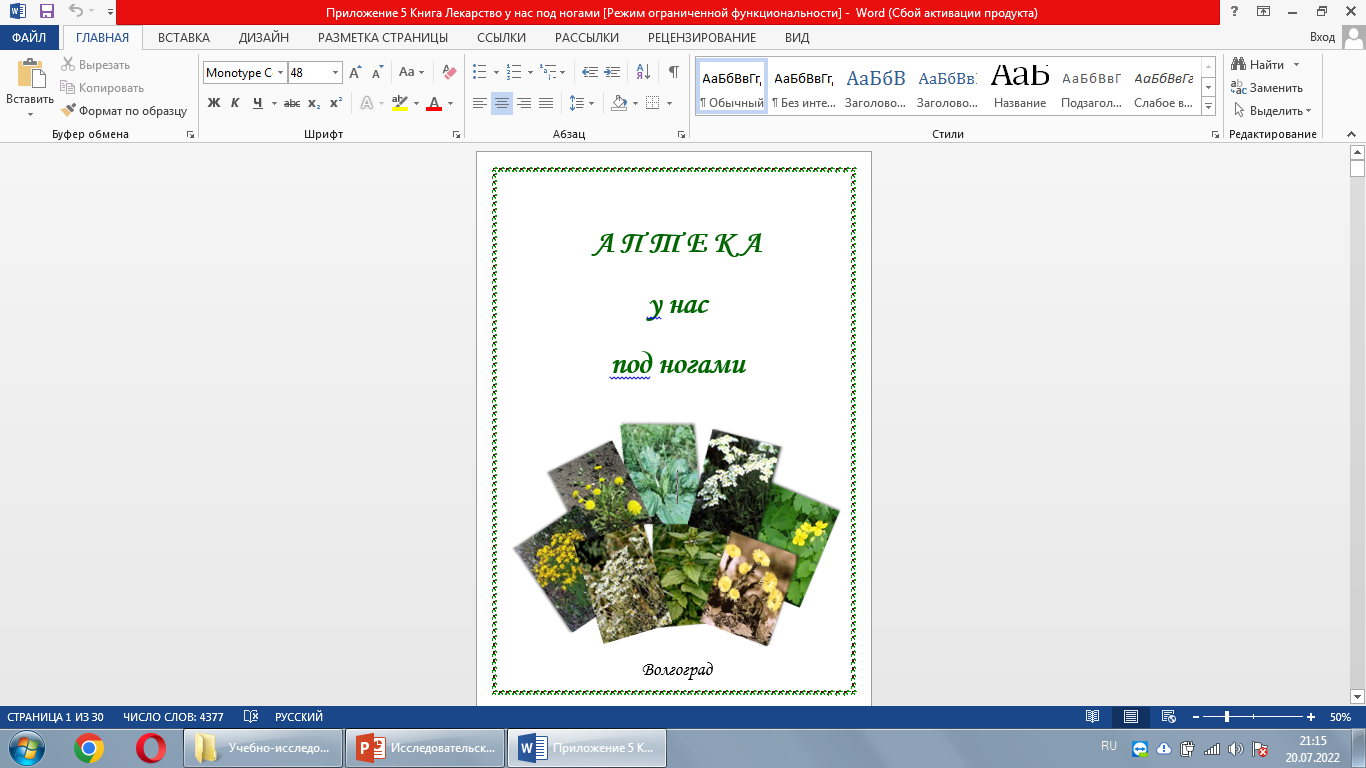 Приложение 5 Книга Лекарство у нас под ногами [Режим ограниченной функциональности] - Word (Сбой активации продукта)
ФАЙЛ ГЛАВНАЯ ВСТАВКА ДИЗАЙН РАЗМЕТКА СТРАНИЦЫ ССЫЛКИ РАССЫЛКИ РЕЦЕНЗИРОВАНИЕ ВИД Вход
Вставить
Вырезать
Копировать
Формат по образцу
Буфер обмена
Monotype C 48
Ж К Ч abc x₂ x²
Шрифт
Абзац
АаБбВвГг, АаБбВвГг, АаБбВ АаБбВв. АаБ АаБбВвГ АаБбВвГг
¶ Обычный ¶ Без инте... Заголово... Заголово... Название Подзагол... Слабое в...
Стили
Найти
Заменить
Выделить
Редактирование
АПТЕКА
у нас
под ногами
Волгоград
СТРАНИЦА 1 ИЗ 30 ЧИСЛО СЛОВ: 4377 РУССКИЙ 50%
Учебно-исследо... Исследовательск... Приложение 5 К... RU 21:15
20.07.2022